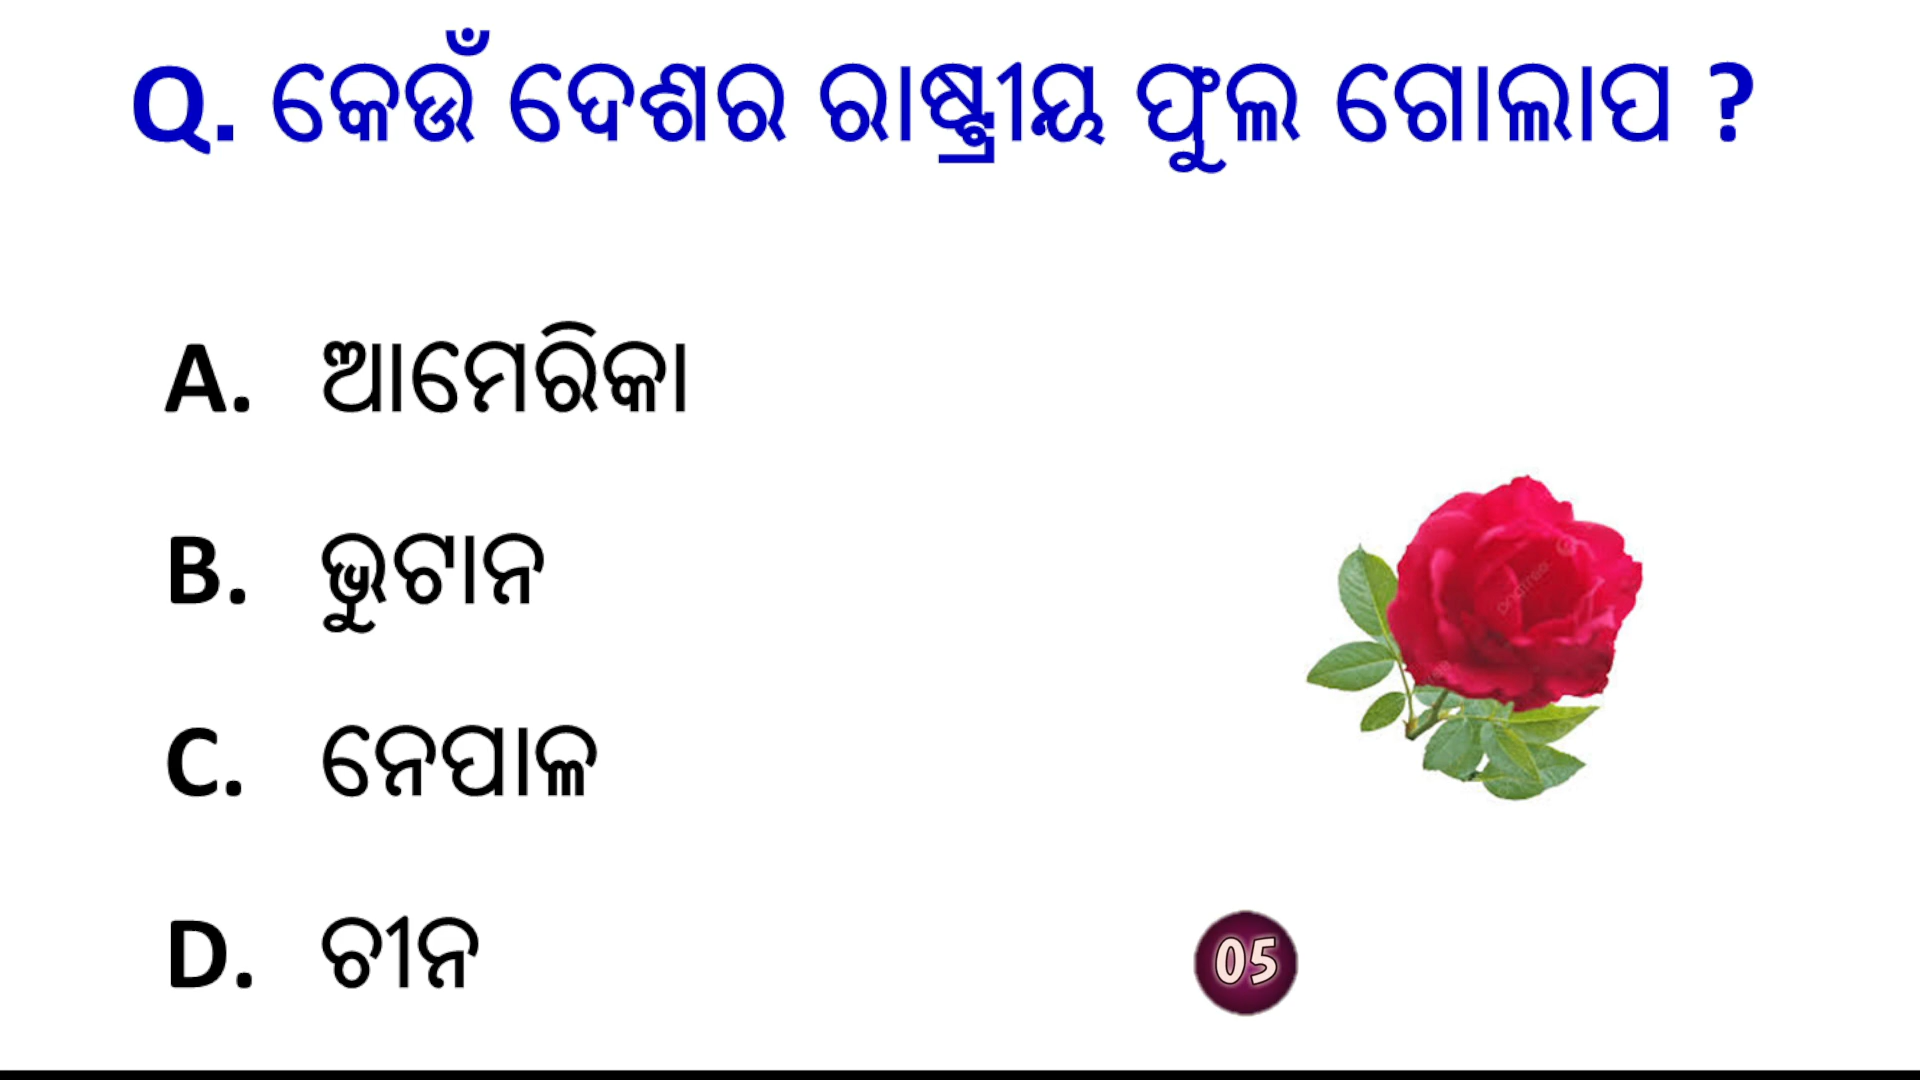 Q. କେଉଁ ଦେଶର ରାଷ୍ଟ୍ରୀୟ ଫୁଲ ଗୋଲାପ ?
A. ଆମେରିକା
B. ଭୁଟାନ
C. ନେପାଳ
D. ଚୀନ
05